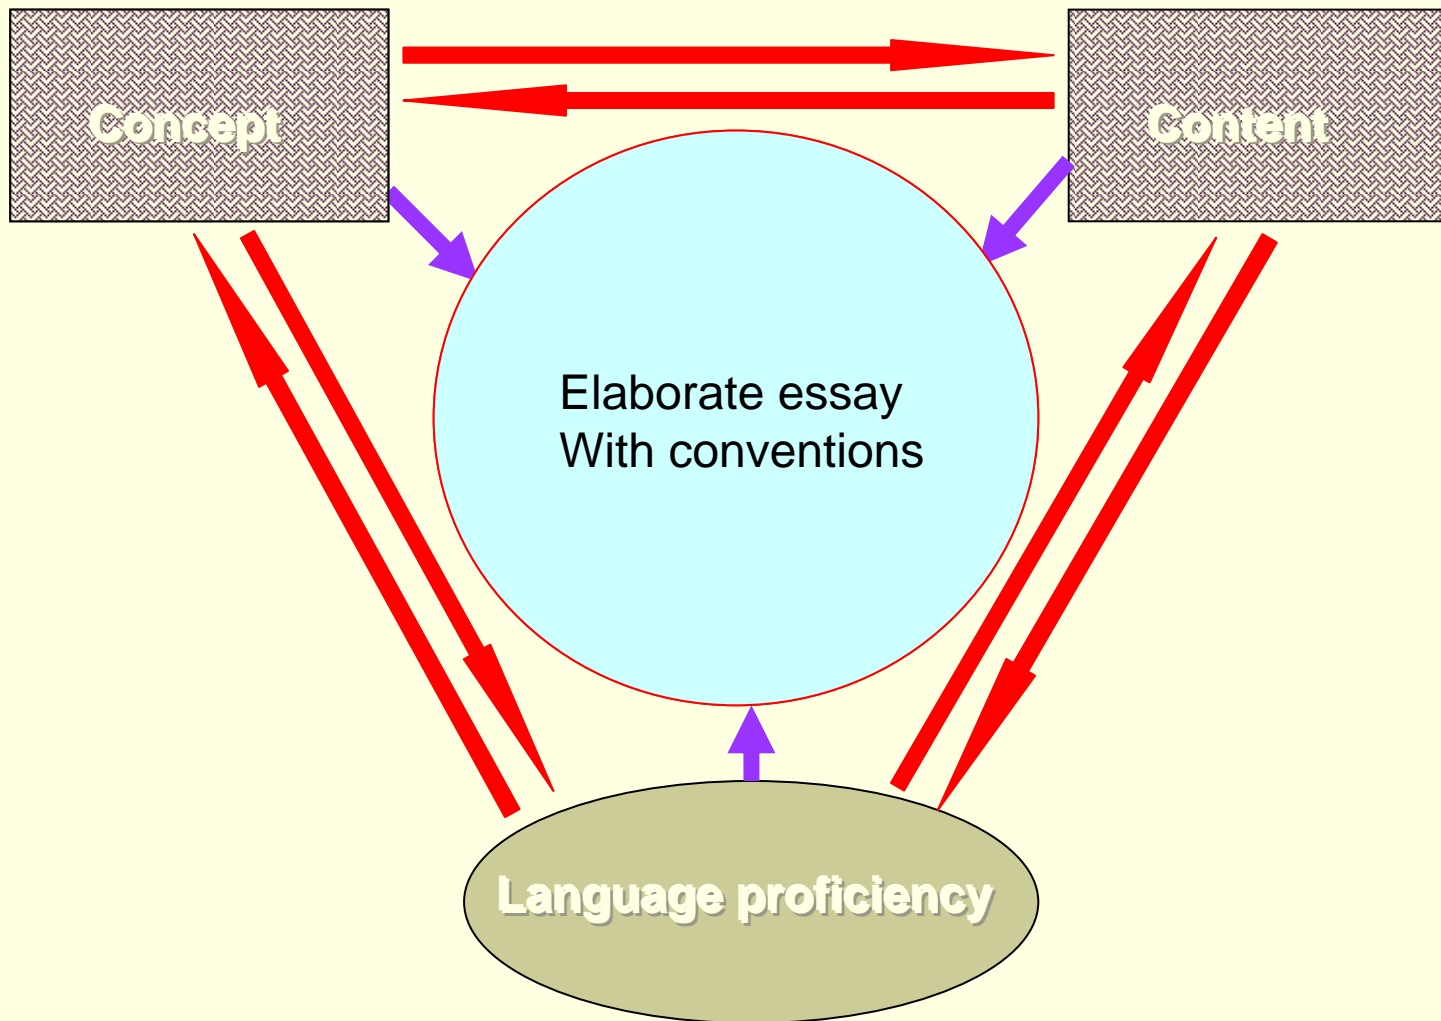 Concept
Content
Elaborate essay
With conventions
Language proficiency